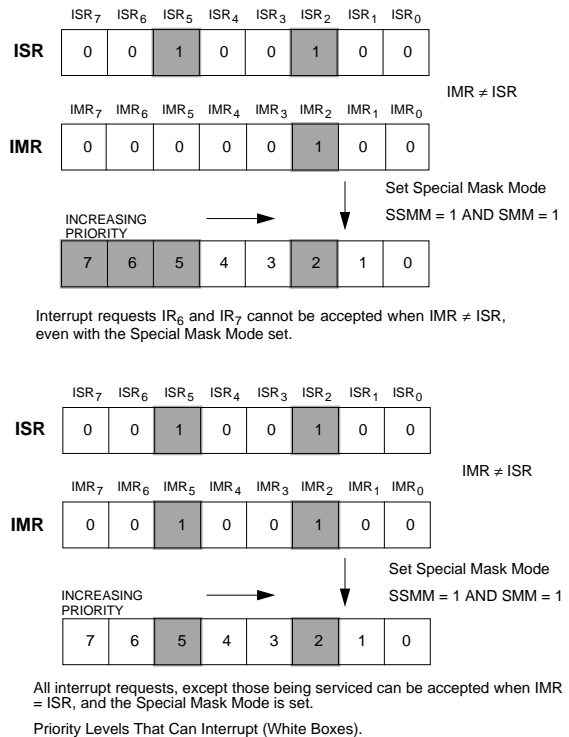 ISR7 ISR6 ISR5 ISR4 ISR3 ISR2 ISR1 ISR0
ISR 0 0 1 0 0 1 0 0
IMR ≠ ISR
IMR7 IMR6 IMR5 IMR4 IMR3 IMR2 IMR1 IMR0
IMR 0 0 0 0 0 1 0 0
Set Special Mask Mode
SSMM = 1 AND SMM = 1
INCREASING
PRIORITY
7 6 5 4 3 2 1 0
Interrupt requests IR6 and IR7 cannot be accepted when IMR ≠ ISR,
even with the Special Mask Mode set.
ISR7 ISR6 ISR5 ISR4 ISR3 ISR2 ISR1 ISR0
ISR 0 0 1 0 0 1 0 0
IMR ≠ ISR
IMR7 IMR6 IMR5 IMR4 IMR3 IMR2 IMR1 IMR0
IMR 0 0 1 0 0 1 0 0
Set Special Mask Mode
SSMM = 1 AND SMM = 1
INCREASING
PRIORITY
7 6 5 4 3 2 1 0
All interrupt requests, except those being serviced can be accepted when IMR
= ISR, and the Special Mask Mode is set.
Priority Levels That Can Interrupt (White Boxes).